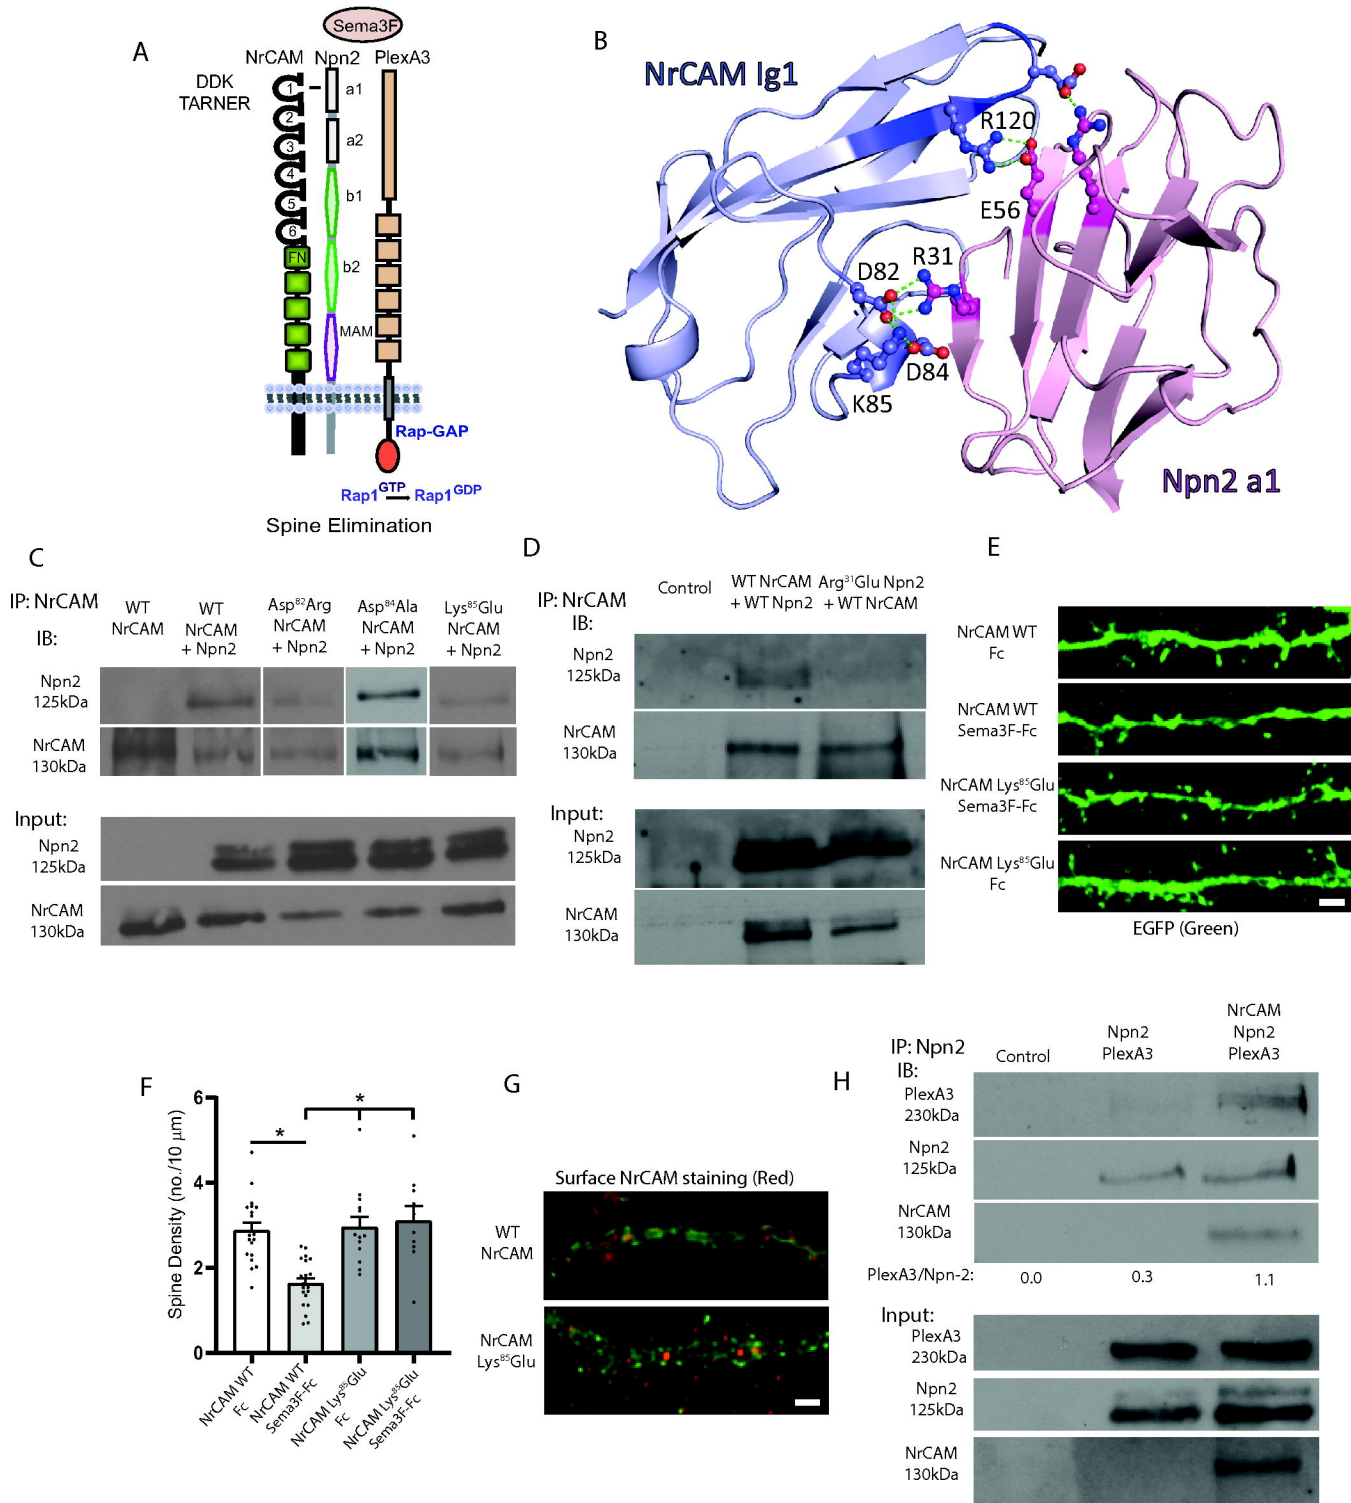 A
Sema3F
NrCAM Npn2 PlexA3
DDK
TARNER
1
2
3
4
5
6
FN
a1
a2
b1
b2
MAM
Rap-GAP
Rap1GTP → Rap1GDP
Spine Elimination
B
NrCAM Ig1
R120
E56
D82
R31
D84
K85
Npn2 a1
C
IP: NrCAM
IB:
WT
NrCAM
WT
NrCAM
+ Npn2
Asp82Arg
NrCAM
+ Npn2
Asp84Ala
NrCAM
+ Npn2
Lys85Glu
NrCAM
+ Npn2
Npn2
125kDa
NrCAM
130kDa
Input:
Npn2
125kDa
NrCAM
130kDa
D
IP: NrCAM
IB:
Control
WT NrCAM
+ WT Npn2
Arg31Glu Npn2
+ WT NrCAM
Npn2
125kDa
NrCAM
130kDa
Input:
Npn2
125kDa
NrCAM
130kDa
E
NrCAM WT
Fc
NrCAM WT
Sema3F-Fc
NrCAM Lys85Glu
Sema3F-Fc
NrCAM Lys85Glu
Fc
EGFP (Green)
F
Spine Density (no./10 μm)
6
4
2
0
*
*
NrCAM WT
Fc
NrCAM WT
Sema3F-Fc
NrCAM Lys85Glu
Fc
NrCAM Lys85Glu
Sema3F-Fc
G
Surface NrCAM staining (Red)
WT
NrCAM
NrCAM
Lys85Glu
H
IP: Npn2
IB:
Control
Npn2
PlexA3
NrCAM
Npn2
PlexA3
PlexA3
230kDa
Npn2
125kDa
NrCAM
130kDa
PlexA3/Npn-2: 0.0 0.3 1.1
Input:
PlexA3
230kDa
Npn2
125kDa
NrCAM
130kDa